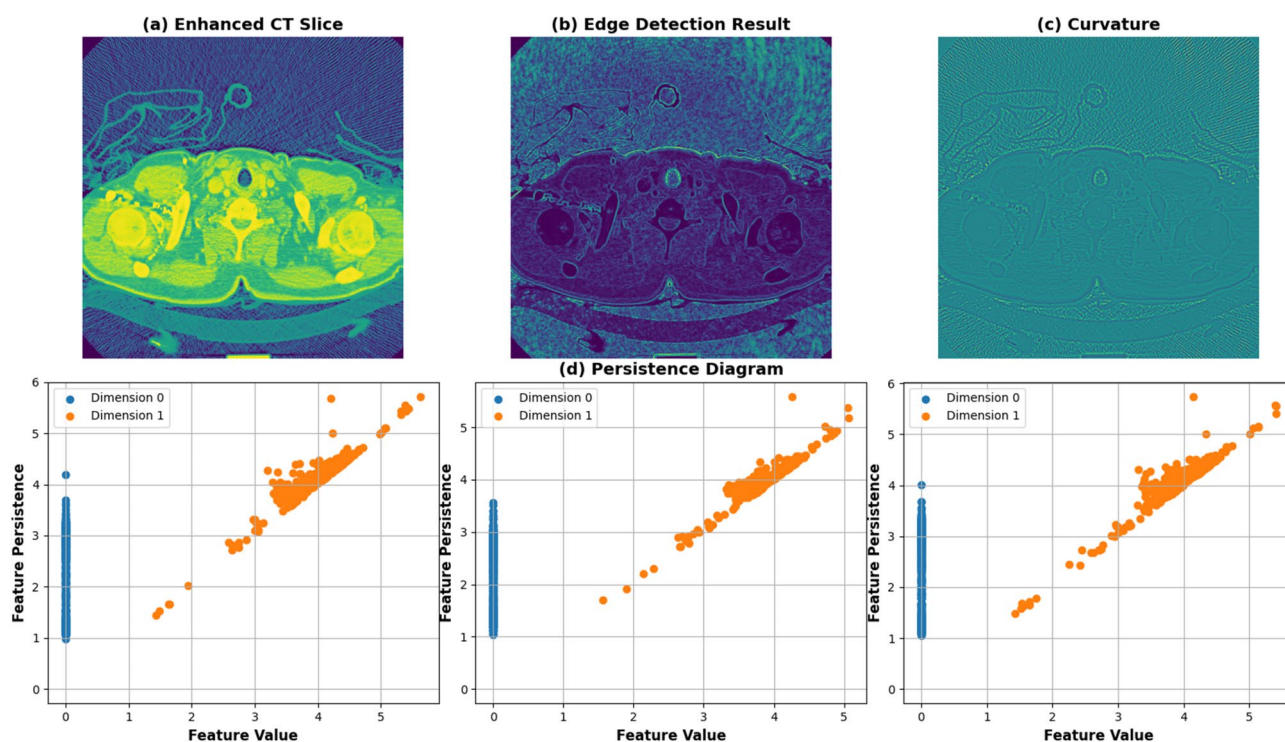 (a) Enhanced CT Slice
(b) Edge Detection Result
(c) Curvature
(d) Persistence Diagram
Feature Persistence
6
5
4
3
2
1
0
Dimension 0
Dimension 1
0 1 2 3 4 5
Feature Value
Feature Persistence
6
5
4
3
2
1
0
Dimension 0
Dimension 1
0 1 2 3 4 5
Feature Value
Feature Persistence
6
5
4
3
2
1
0
Dimension 0
Dimension 1
0 1 2 3 4 5
Feature Value